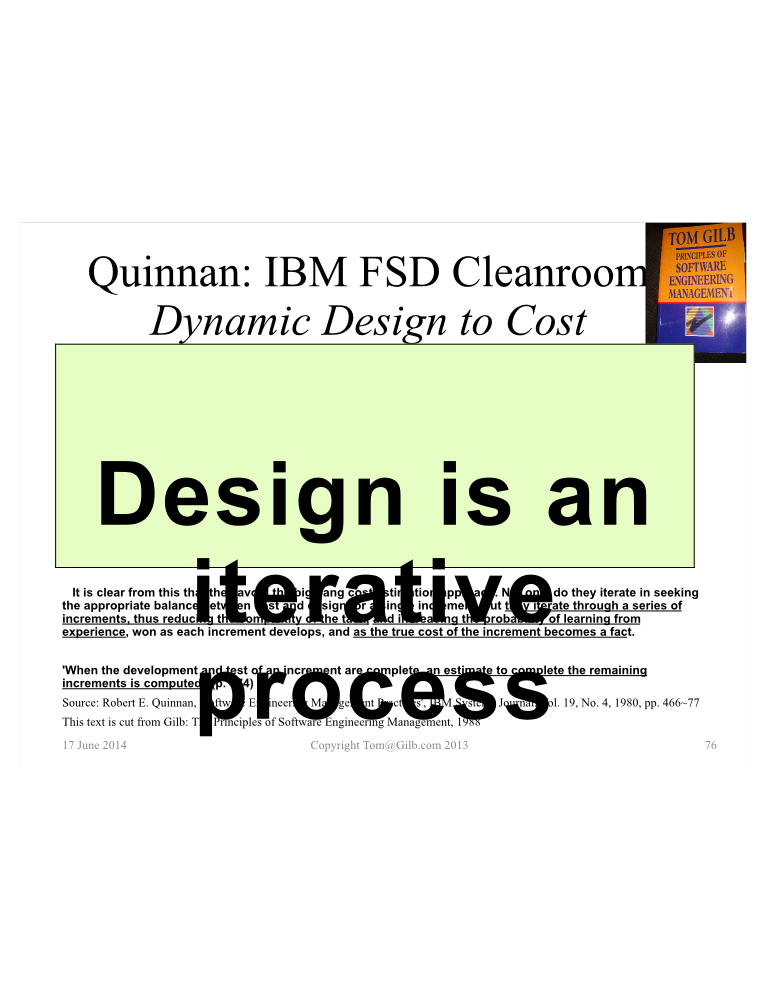 Quinnan: IBM FSD Cleanroom
Dynamic Design to Cost
TOM GILB
PRINCIPLES OF
SOFTWARE
ENGINEERING
MANAGEMENT
Design is an
iterative
process
It is clear from this that they avoid the big bang cost estimation approach. Not only do they iterate in seeking
the appropriate balance between cost and design for a single increment, but they iterate through a series of
increments, thus reducing the complexity of the task, and increasing the probability of learning from
experience, won as each increment develops, and as the true cost of the increment becomes a fact.
'When the development and test of an increment are complete, an estimate to complete the remaining
increments is computed.' (p. 474)
Source: Robert E. Quinnan, 'Software Engineering Management Practices', IBM Systems Journal, Vol. 19, No. 4, 1980, pp. 466~77
This text is cut from Gilb: The Principles of Software Engineering Management, 1988
17 June 2014
Copyright Tom@Gilb.com 2013
76